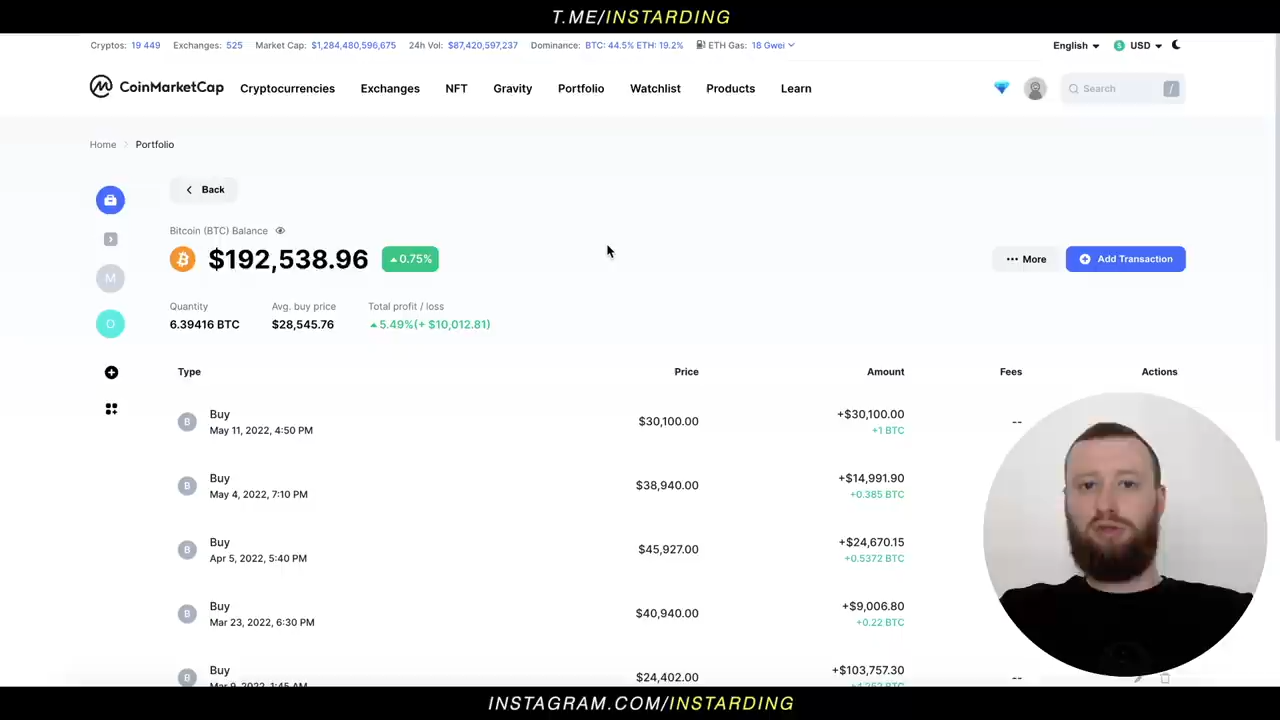 T.ME/INSTARDING
Cryptos: 19 449 Exchanges: 525 Market Cap: $1,284,480,596,675 24h Vol: $87,420,597,237 Dominance: BTC: 44.5% ETH: 19.2% ETH Gas: 18 Gwei English USD
CoinMarketCap Cryptocurrencies Exchanges NFT Gravity Portfolio Watchlist Products Learn Search /
Home Portfolio
Back
Bitcoin (BTC) Balance
$192,538.96 0.75% More Add Transaction
M
O
Quantity Avg. buy price Total profit / loss
6.39416 BTC $28,545.76 5.49%(+ $10,012.81)
Type Price Amount Fees Actions
B Buy $30,100.00 +$30,100.00 --
May 11, 2022, 4:50 PM +1 BTC
B Buy $38,940.00 +$14,991.90
May 4, 2022, 7:10 PM +0.385 BTC
B Buy $45,927.00 +$24,670.15
Apr 5, 2022, 5:40 PM +0.5372 BTC
B Buy $40,940.00 +$9,006.80
Mar 23, 2022, 6:30 PM +0.22 BTC
B Buy $24,402.00 +$103,757.30 --
Mar 9, 2022, 1:45 AM
INSTAGRAM.COM/INSTARDING